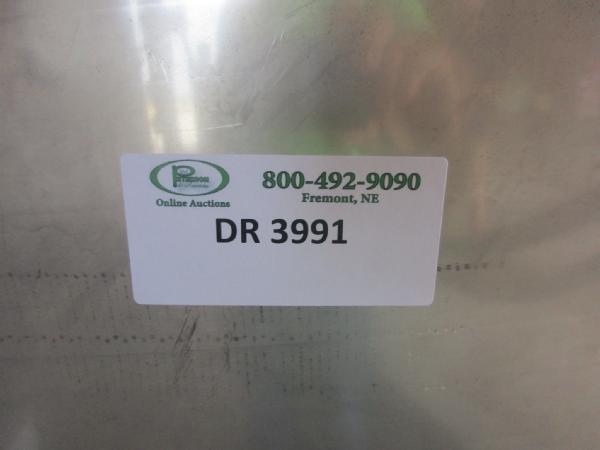 Online Auctions
800-492-9090
Fremont, NE
DR 3991